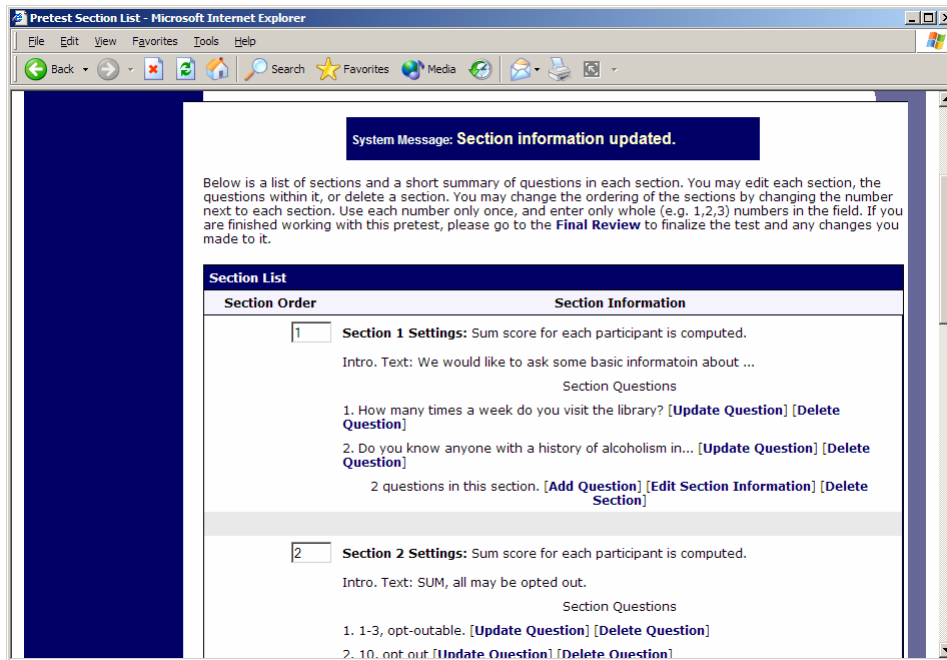 Pretest Section List - Microsoft Internet Explorer
File Edit View Favorites Tools Help
Back Search Favorites Media
System Message: Section information updated.
Below is a list of sections and a short summary of questions in each section. You may edit each section, the
questions within it, or delete a section. You may change the ordering of the sections by changing the number
next to each section. Use each number only once, and enter only whole (e.g. 1,2,3) numbers in the field. If you
are finished working with this pretest, please go to the Final Review to finalize the test and any changes you
made to it.
Section List
Section Order Section Information
1 Section 1 Settings: Sum score for each participant is computed.
Intro. Text: We would like to ask some basic informatoin about ...
Section Questions
1. How many times a week do you visit the library? [Update Question] [Delete
Question]
2. Do you know anyone with a history of alcoholism in... [Update Question] [Delete
Question]
2 questions in this section. [Add Question] [Edit Section Information] [Delete
Section]
2 Section 2 Settings: Sum score for each participant is computed.
Intro. Text: SUM, all may be opted out.
Section Questions
1. 1-3, opt-outable. [Update Question] [Delete Question]
2. 10, opt out [Update Question] [Delete Question]